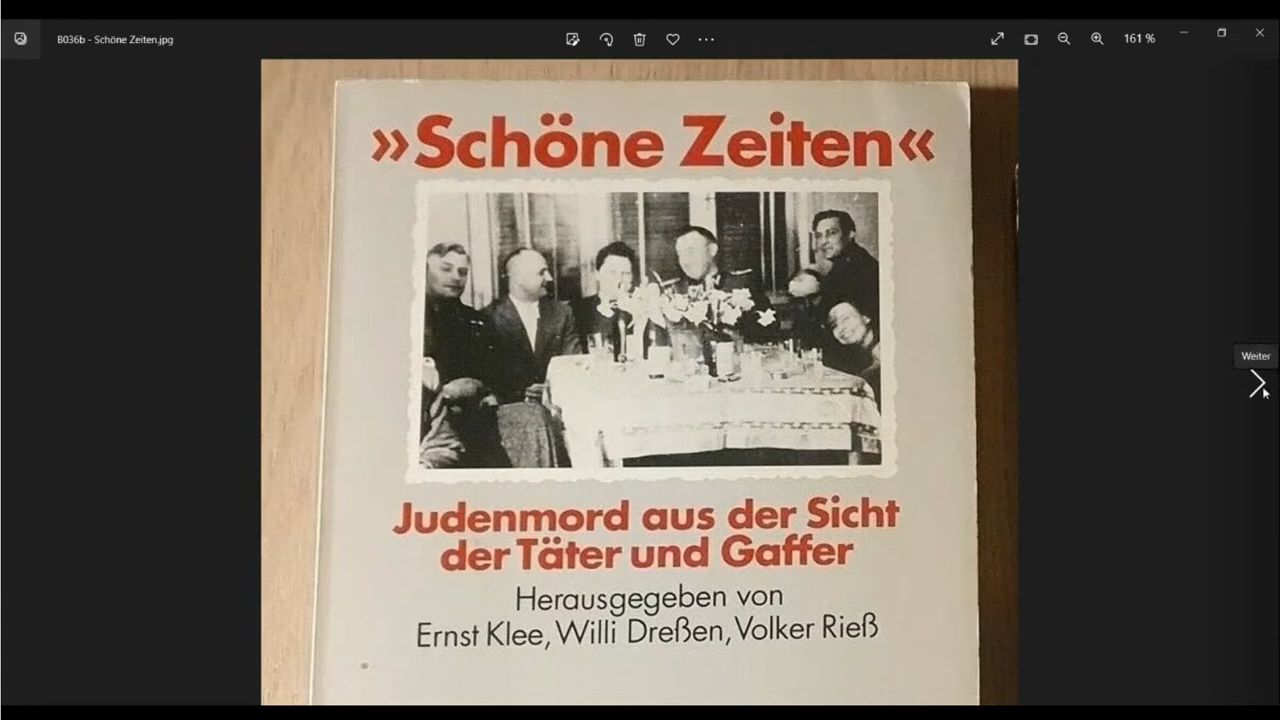 B036b - Schöne Zeiten.jpg
161 %
»Schöne Zeiten«
Weiter
Judenmord aus der Sicht
der Täter und Gaffer
Herausgegeben von
Ernst Klee, Willi Dreßen, Volker Rieß